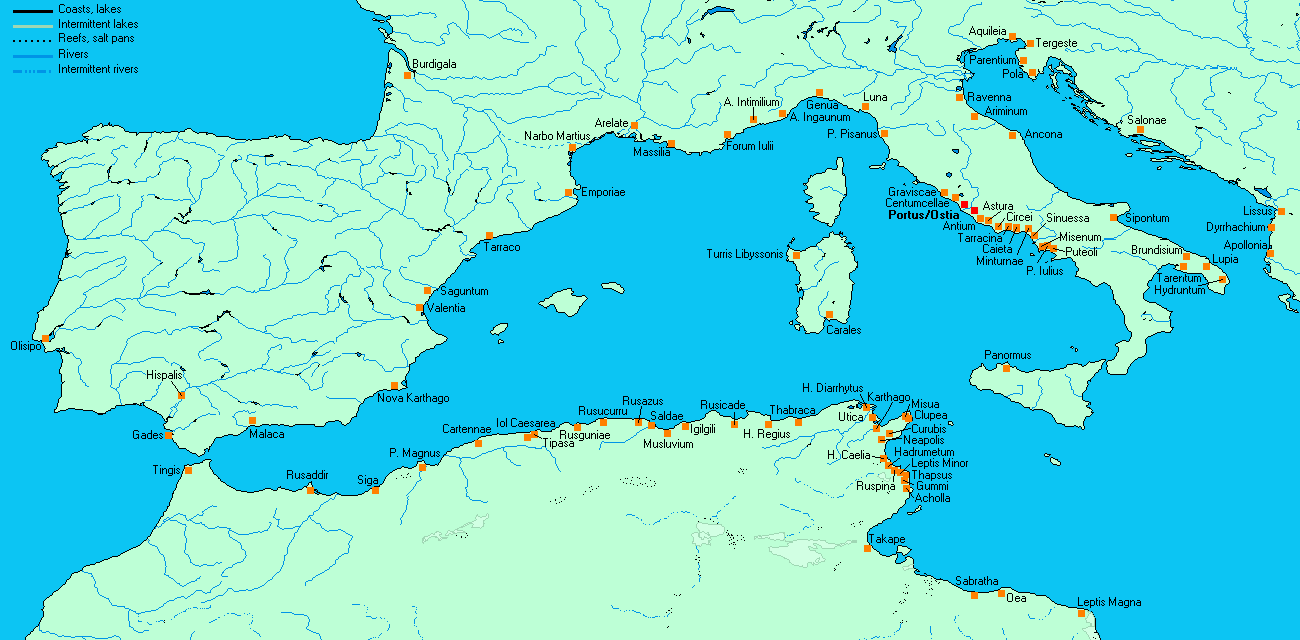 Coasts, lakes
Intermittent lakes
Reefs, salt pans
Rivers
Intermittent rivers
Burdigala
Aquileia
Tergeste
Parentium
Pola
Ravenna
Ariminum
Ancona
Salonae
Luna
Genua
A. Intimilium
A. Ingaunum
P. Pisanus
Arelate
Narbo Martius
Massilia
Forum Iulii
Emporiae
Graviscae
Centumcellae
Portus/Ostia
Astura
Antium
Circei
Sinuessa
Tarracina
Caieta
Minturnae
Misenum
Puteoli
P. Iulius
Sipontum
Lissus
Dyrrhachium
Apollonia
Brundisium
Lupia
Tarentum
Hydruntum
Tarraco
Turris Libyssonis
Saguntum
Valentia
Carales
Olisipo
Panormus
Hispalis
Nova Karthago
Gades
Malaca
H. Diarrhytus
Karthago
Utica
Misua
Clupea
Curubis
Neapolis
Rusazus
Rusucurru
Saldae
Rusicade
Thabraca
Iol Caesarea
Cartennae
Tipasa
Rusguniae
Musluvium
Igilgili
H. Regius
P. Magnus
H. Caelia
Hadrumetum
Leptis Minor
Thapsus
Ruspina
Gummi
Acholla
Tingis
Rusaddir
Siga
Takape
Sabratha
Oea
Leptis Magna